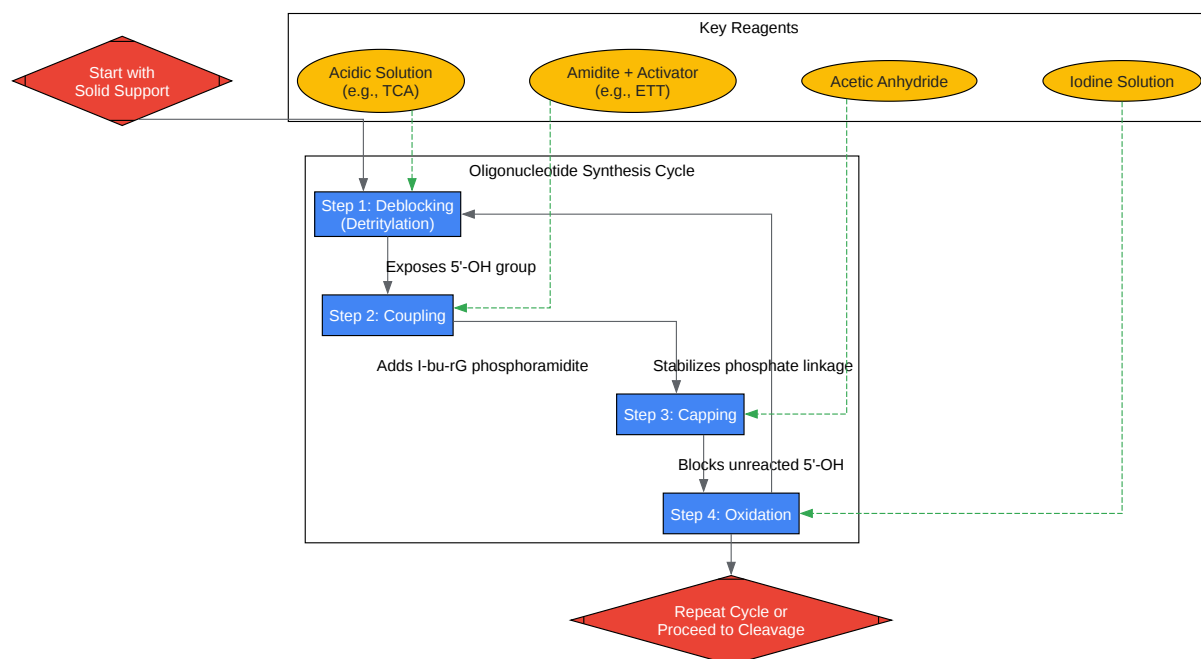 Key Reagents
Start with
Solid Support
Acidic Solution
(e.g., TCA)
Amidite + Activator
(e.g., ETT)
Acetic Anhydride
Iodine Solution
Oligonucleotide Synthesis Cycle
Step 1: Deblocking
(Detritylation)
Exposes 5'-OH group
Step 2: Coupling
Adds I-bu-rG phosphoramidite
Stabilizes phosphate linkage
Step 3: Capping
Blocks unreacted 5'-OH
Step 4: Oxidation
Repeat Cycle or
Proceed to Cleavage